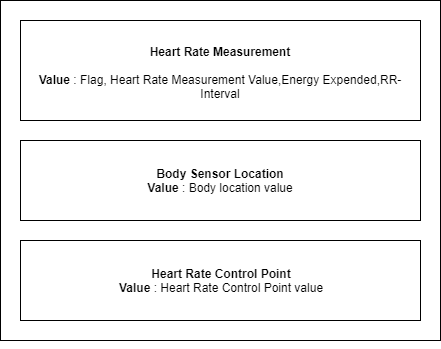 Heart Rate Measurement
Value : Flag, Heart Rate Measurement Value,Energy Expended,RR-
Interval
Body Sensor Location
Value : Body location value
Heart Rate Control Point
Value : Heart Rate Control Point value